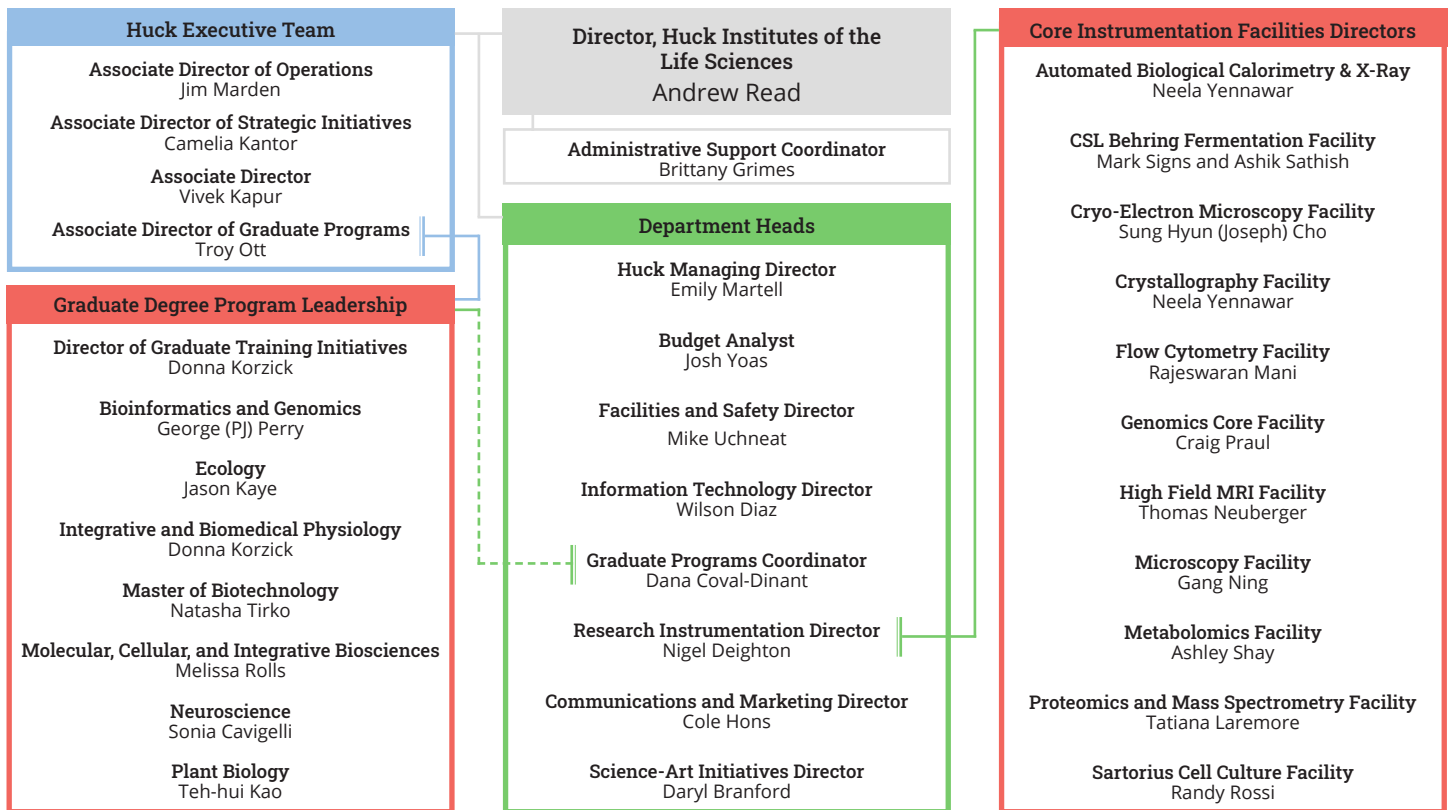 Huck Executive Team
Associate Director of Operations
Jim Marden
Associate Director of Strategic Initiatives
Camelia Kantor
Associate Director
Vivek Kapur
Associate Director of Graduate Programs
Troy Ott
Graduate Degree Program Leadership
Director of Graduate Training Initiatives
Donna Korzick
Bioinformatics and Genomics
George (PJ) Perry
Ecology
Jason Kaye
Integrative and Biomedical Physiology
Donna Korzick
Master of Biotechnology
Natasha Tirko
Molecular, Cellular, and Integrative Biosciences
Melissa Rolls
Neuroscience
Sonia Cavigelli
Plant Biology
Teh-hui Kao
Director, Huck Institutes of the
Life Sciences
Andrew Read
Administrative Support Coordinator
Brittany Grimes
Department Heads
Huck Managing Director
Emily Martell
Budget Analyst
Josh Yoas
Facilities and Safety Director
Mike Uchneat
Information Technology Director
Wilson Diaz
Graduate Programs Coordinator
Dana Coval-Dinant
Research Instrumentation Director
Nigel Deighton
Communications and Marketing Director
Cole Hons
Science-Art Initiatives Director
Daryl Branford
Core Instrumentation Facilities Directors
Automated Biological Calorimetry & X-Ray
Neela Yennawar
CSL Behring Fermentation Facility
Mark Signs and Ashik Sathish
Cryo-Electron Microscopy Facility
Sung Hyun (Joseph) Cho
Crystallography Facility
Neela Yennawar
Flow Cytometry Facility
Rajeswaran Mani
Genomics Core Facility
Craig Praul
High Field MRI Facility
Thomas Neuberger
Microscopy Facility
Gang Ning
Metabolomics Facility
Ashley Shay
Proteomics and Mass Spectrometry Facility
Tatiana Laremore
Sartorius Cell Culture Facility
Randy Rossi